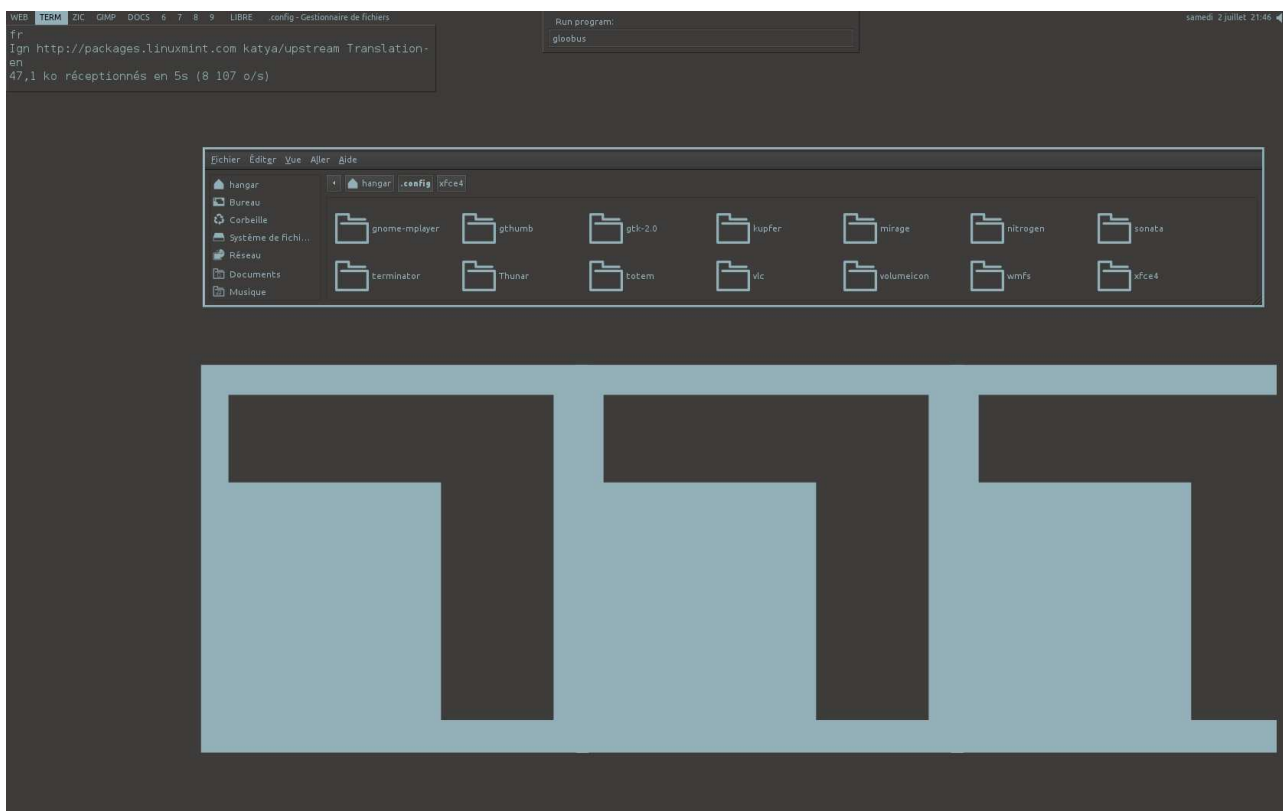 WEB TERM ZIC GIMP DOCS 6 7 8 9 LIBRE .config - Gestionnaire de fichiers
samedi 2 juillet 21:46
fr
Ign http://packages.linuxmint.com katya/upstream Translation-
en
47,1 ko réceptionnés en 5s (8 107 o/s)
Run program:
gloobus
Fichier Éditer Vue Aller Aide
hangar
Bureau
Corbeille
Système de fichi...
Réseau
Documents
Musique
hangar .config xfce4
gnome-mplayer gthumb gtk-2.0 kupfer mirage nitrogen sonata
terminator Thunar totem vlc volumeicon wmfs xfce4